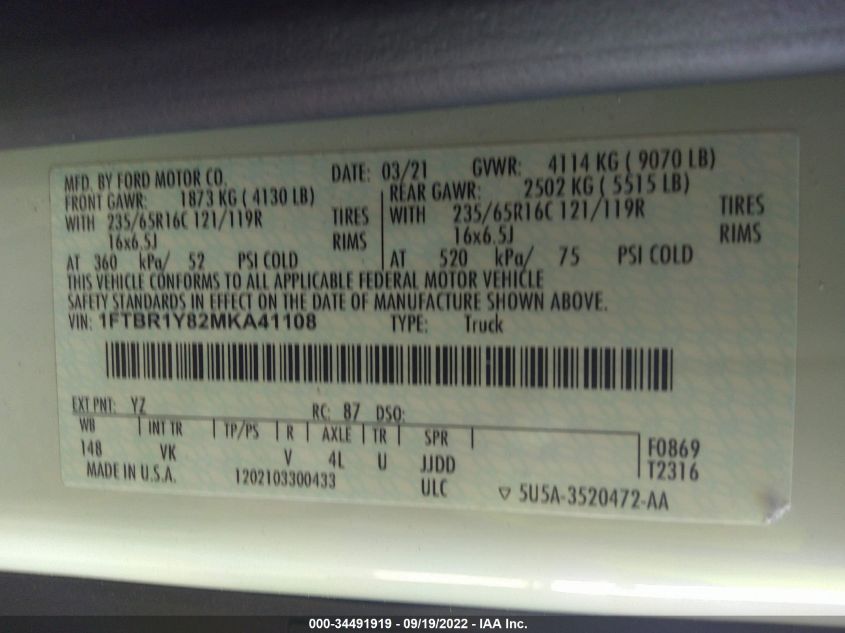 MFD. BY FORD MOTOR CO. DATE: 03/21 GVWR: 4114 KG ( 9070 LB)
FRONT GAWR: 1873 KG ( 4130 LB) REAR GAWR: 2502 KG ( 5515 LB)
WITH 235/65R16C 121/119R TIRES WITH 235/65R16C 121/119R TIRES
16x6.5J RIMS 16x6.5J RIMS
AT 360 kPa/ 52 PSI COLD AT 520 kPa/ 75 PSI COLD
THIS VEHICLE CONFORMS TO ALL APPLICABLE FEDERAL MOTOR VEHICLE
SAFETY STANDARDS IN EFFECT ON THE DATE OF MANUFACTURE SHOWN ABOVE.
VIN: 1FTBR1Y82MKA41108 TYPE: Truck
EXT PNT: YZ RC: 87 DSO:
WB INT TR TP/PS R AXLE TR SPR F0869
148 VK V 4L U JJDD T2316
MADE IN U.S.A. 1202103300433 ULC ▽ 5U5A-3520472-AA
000-34491919 - 09/19/2022 - IAA Inc.